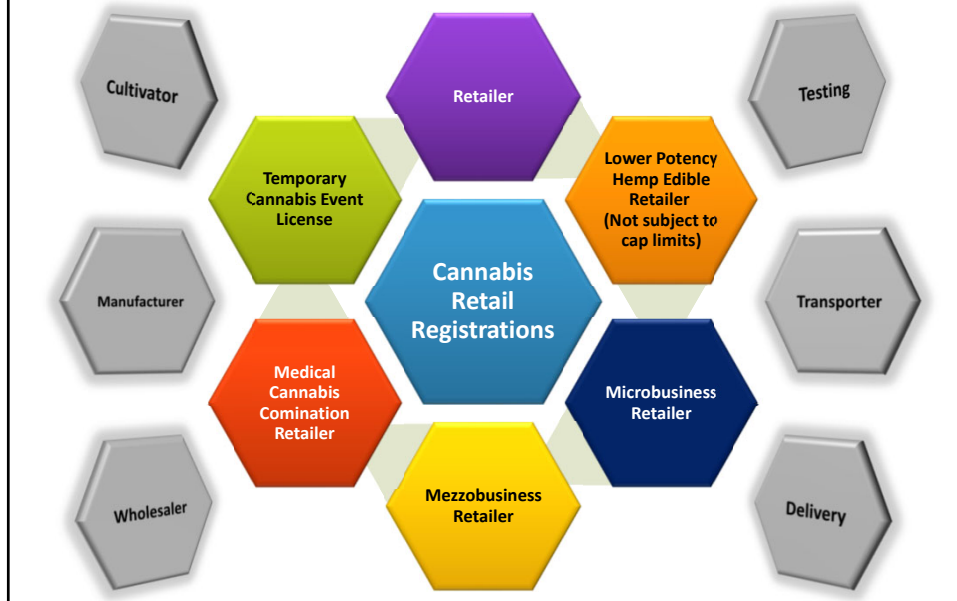 Cultivator
Retailer
Testing
Temporary
Cannabis Event
License
Lower Potency
Hemp Edible
Retailer
(Not subject to
cap limits)
Cannabis
Retail
Registrations
Manufacturer
Transporter
Medical
Cannabis
Comination
Retailer
Microbusiness
Retailer
Mezzobusiness
Retailer
Wholesaler
Delivery